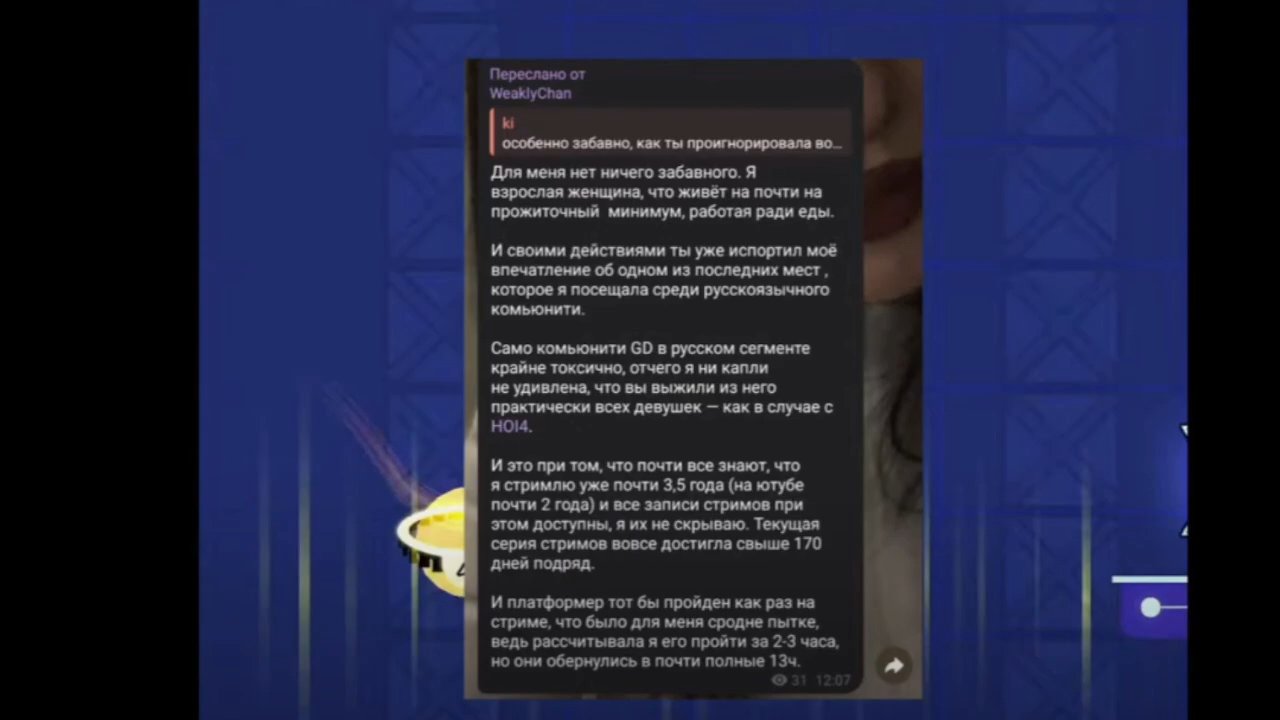 Переслано от
WeaklyChan
ki
особенно забавно, как ты проигнорировала во…
Для меня нет ничего забавного. Я
взрослая женщина, что живёт на почти на
прожиточный  минимум, работая ради еды.
И своими действиями ты уже испортил моё
впечатление об одном из последних мест ,
которое я посещала среди русскоязычного
комьюнити.
Само комьюнити GD в русском сегменте
крайне токсично, отчего я ни капли
не удивлена, что вы выжили из него
практически всех девушек — как в случае с
HOI4.
И это при том, что почти все знают, что
я стримлю уже почти 3,5 года (на ютубе
почти 2 года) и все записи стримов при
этом доступны, я их не скрываю. Текущая
серия стримов вовсе достигла свыше 170
дней подряд.
И платформер тот бы пройден как раз на
стриме, что было для меня сродне пытке,
ведь рассчитывала я его пройти за 2-3 часа,
но они обернулись в почти полные 13ч.
31 12:07